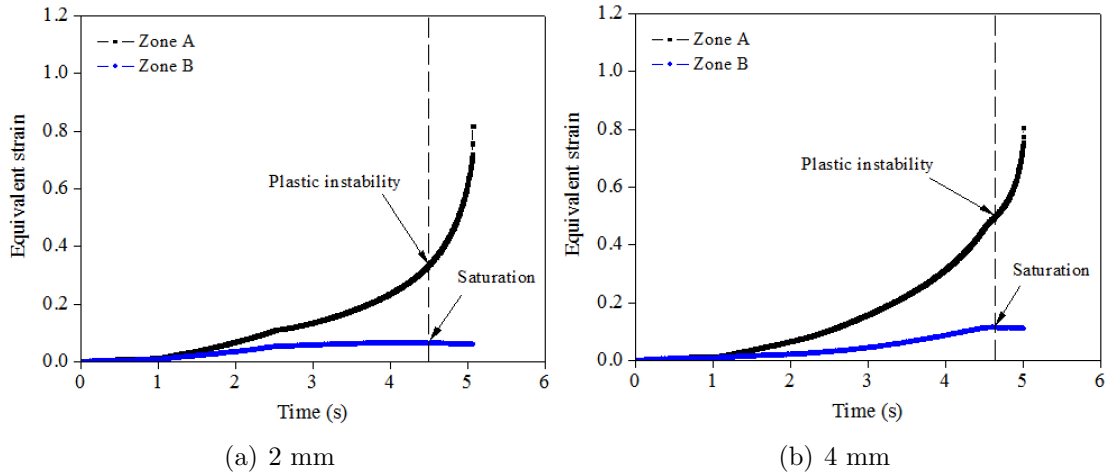 1.2
1.0
0.8
0.6
0.4
0.2
0.0
Equivalent strain
Zone A
Zone B
Plastic instability
Saturation
0 1 2 3 4 5 6
Time (s)
(a) 2 mm
1.2
1.0
0.8
0.6
0.4
0.2
0.0
Equivalent strain
Zone A
Zone B
Plastic instability
Saturation
0 1 2 3 4 5 6
Time (s)
(b) 4 mm